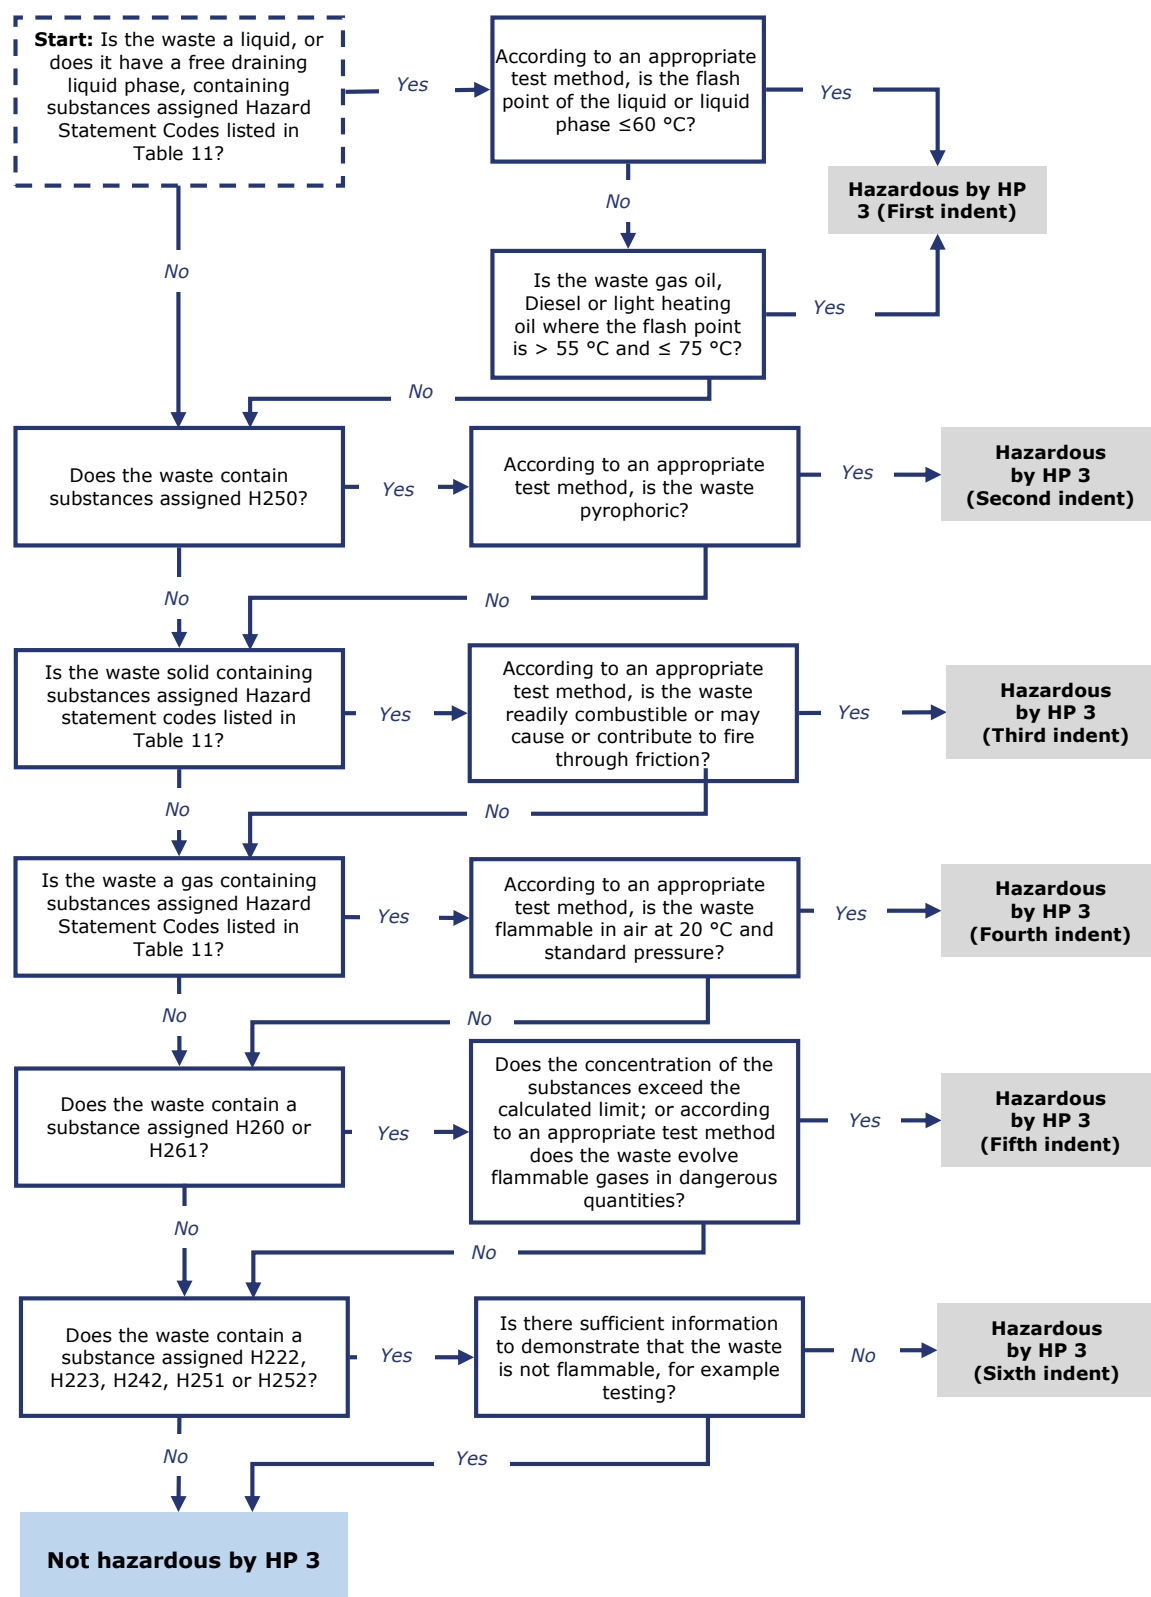 Start: Is the waste a liquid, or
does it have a free draining
liquid phase, containing
substances assigned Hazard
Statement Codes listed in
Table 11?
Yes
According to an appropriate
test method, is the flash
point of the liquid or liquid
phase ≤60 °C?
Yes
Hazardous by HP
3 (First indent)
No
No
Is the waste gas oil,
Diesel or light heating
oil where the flash point
is > 55 °C and ≤ 75 °C?
Yes
No
Does the waste contain
substances assigned H250?
Yes
According to an appropriate
test method, is the waste
pyrophoric?
Yes
Hazardous
by HP 3
(Second indent)
No
No
Is the waste solid containing
substances assigned Hazard
statement codes listed in
Table 11?
Yes
According to an appropriate
test method, is the waste
readily combustible or may
cause or contribute to fire
through friction?
Yes
Hazardous
by HP 3
(Third indent)
No
No
Is the waste a gas containing
substances assigned Hazard
Statement Codes listed in
Table 11?
Yes
According to an appropriate
test method, is the waste
flammable in air at 20 °C and
standard pressure?
Yes
Hazardous
by HP 3
(Fourth indent)
No
No
Does the waste contain a
substance assigned H260 or
H261?
Yes
Does the concentration of the
substances exceed the
calculated limit; or according
to an appropriate test method
does the waste evolve
flammable gases in dangerous
quantities?
Yes
Hazardous
by HP 3
(Fifth indent)
No
No
Does the waste contain a
substance assigned H222,
H223, H242, H251 or H252?
Yes
Is there sufficient information
to demonstrate that the waste
is not flammable, for example
testing?
No
Hazardous
by HP 3
(Sixth indent)
No
Yes
Not hazardous by HP 3